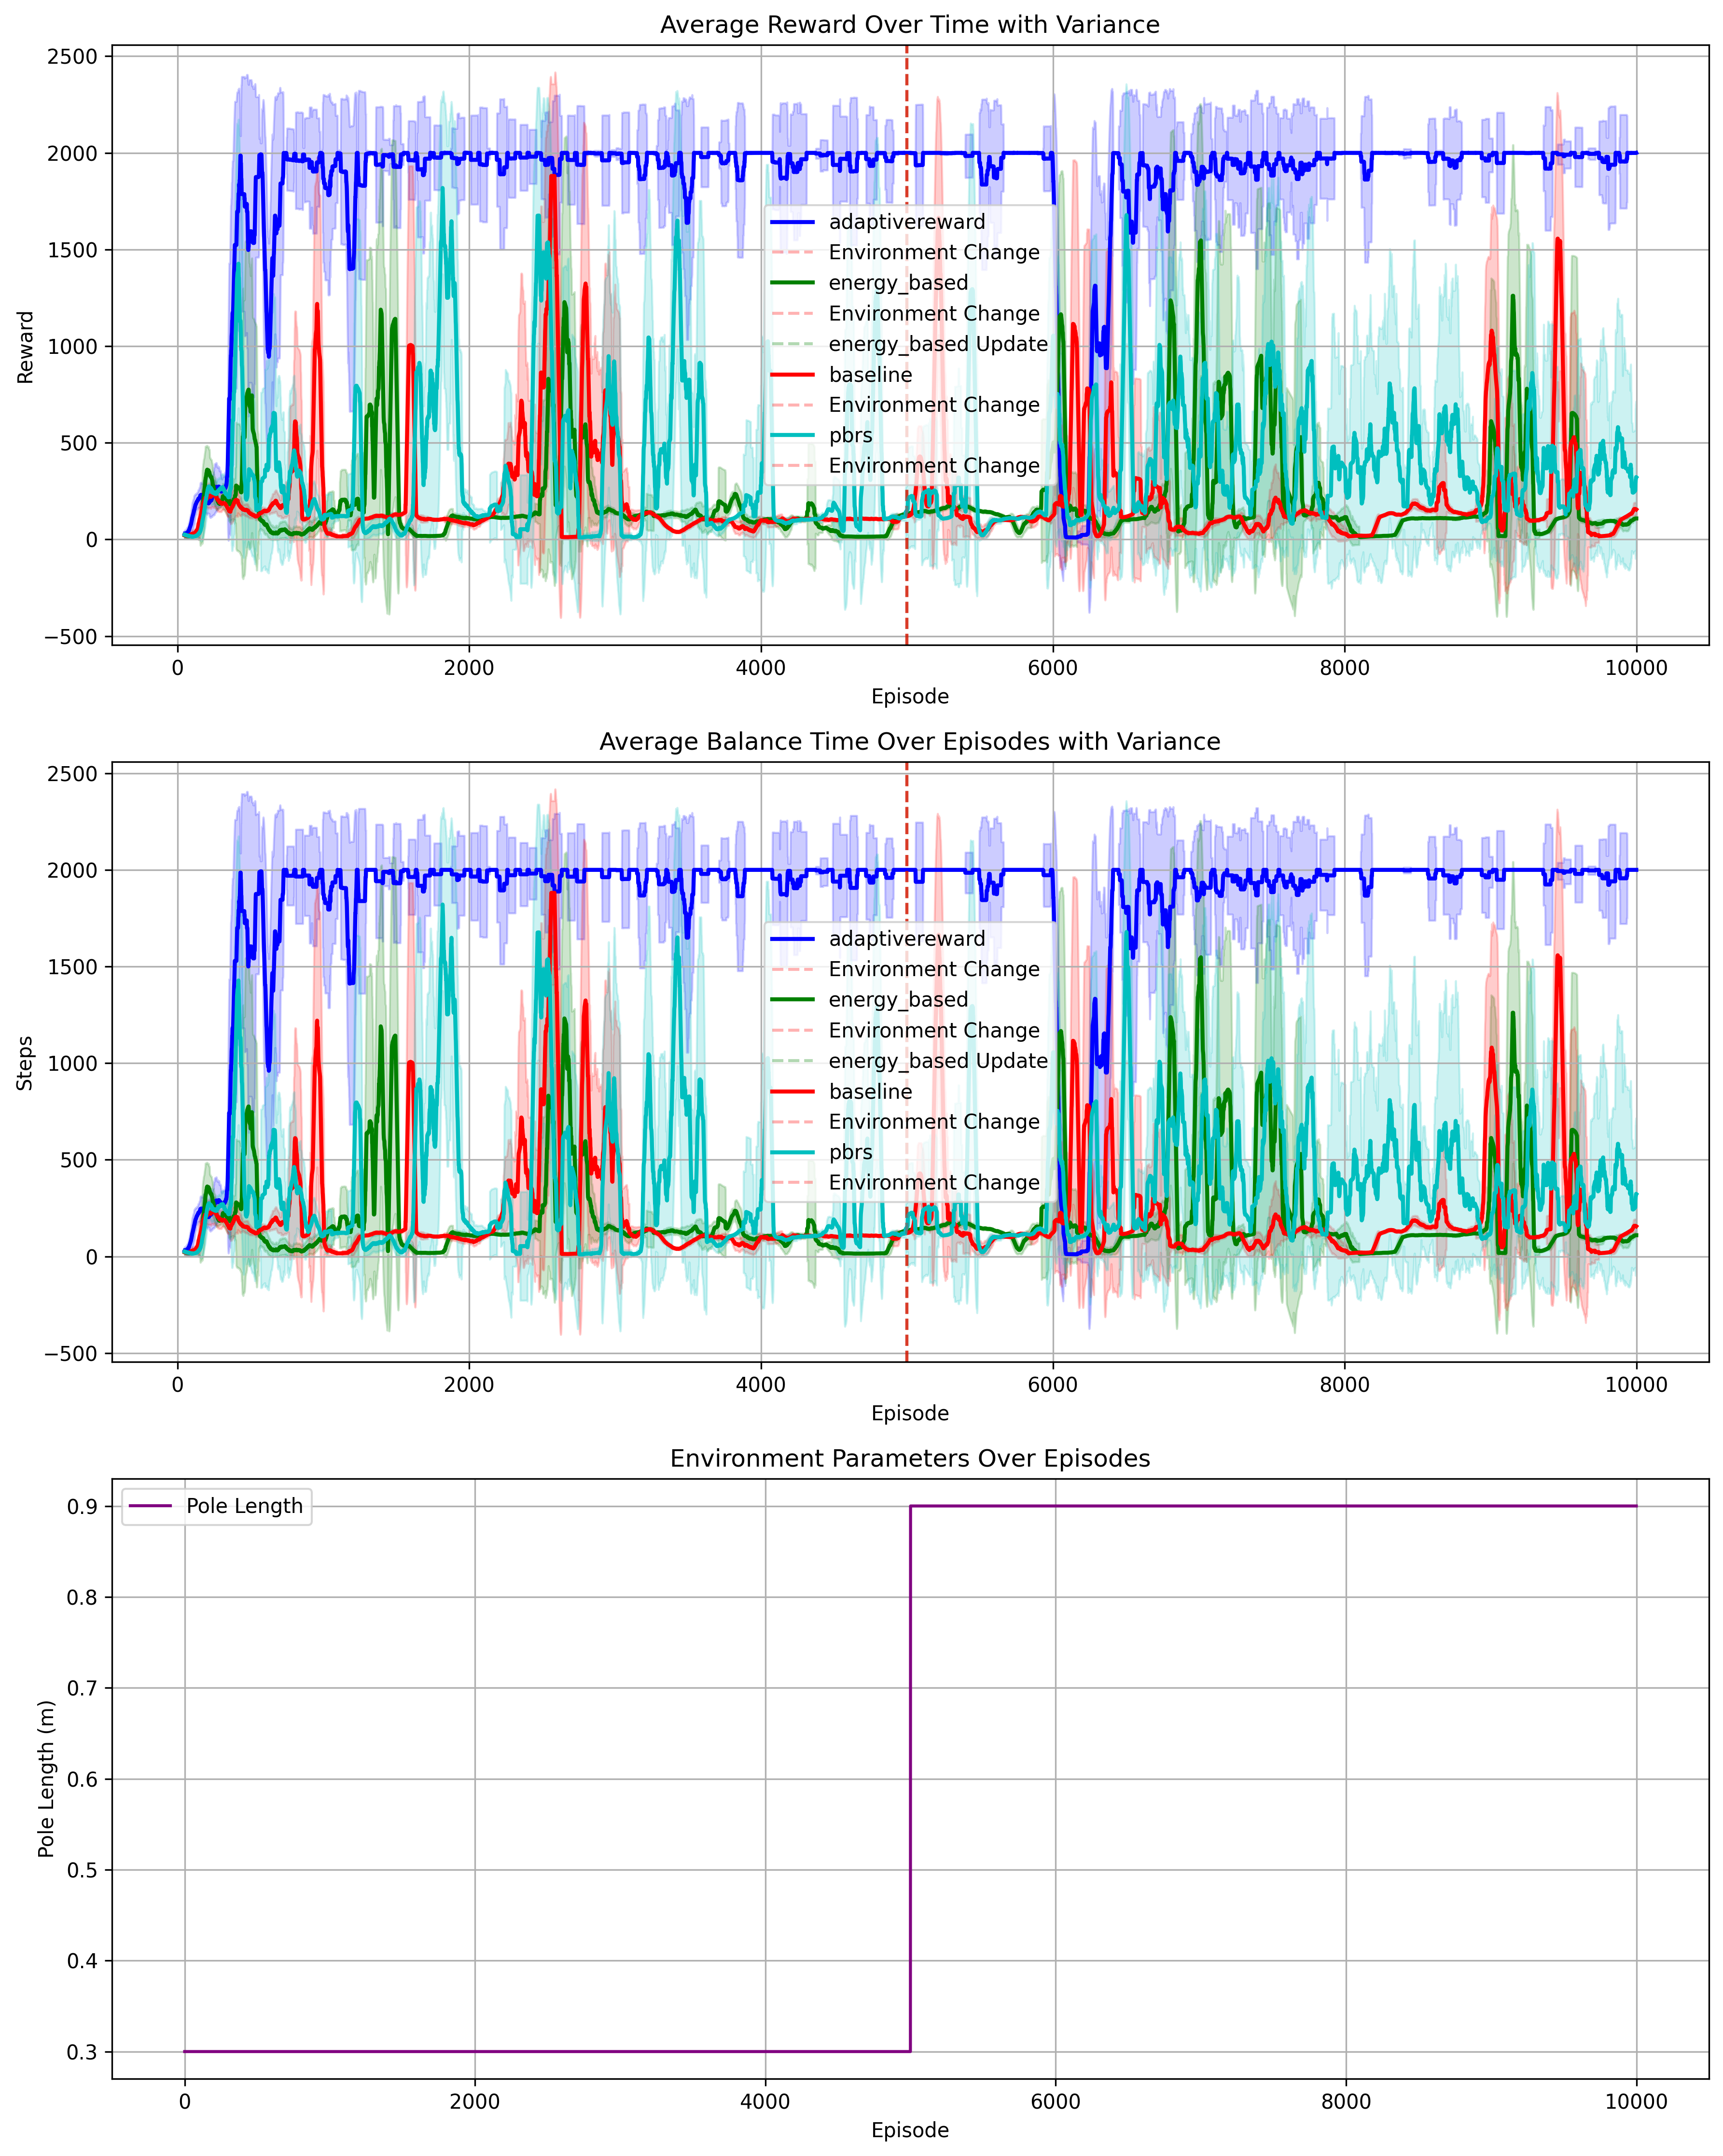 Average Reward Over Time with Variance
2500
2000
1500
1000
500
0
−500
Reward
adaptivereward
Environment Change
energy_based
Environment Change
energy_based Update
baseline
Environment Change
pbrs
Environment Change
0 2000 4000 6000 8000 10000
Episode
Average Balance Time Over Episodes with Variance
2500
2000
1500
1000
500
0
−500
Steps
adaptivereward
Environment Change
energy_based
Environment Change
energy_based Update
baseline
Environment Change
pbrs
Environment Change
0 2000 4000 6000 8000 10000
Episode
Environment Parameters Over Episodes
Pole Length
0.9
0.8
0.7
0.6
0.5
0.4
0.3
Pole Length (m)
0 2000 4000 6000 8000 10000
Episode